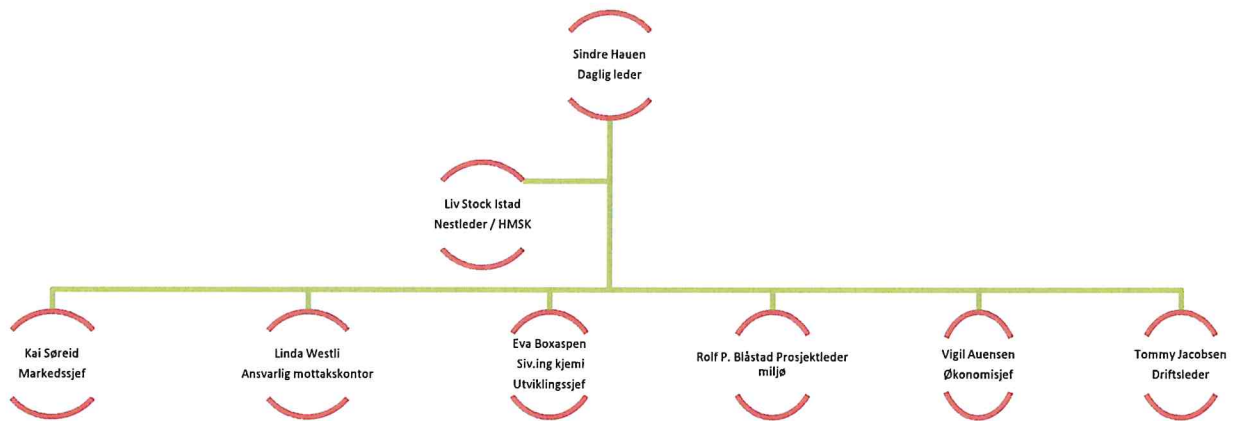 Sindre Hauen
Daglig leder
Liv Stock Istad
Nestleder / HMSK
Kai Søreid
Markedssjef
Linda Westli
Ansvarlig mottakskontor
Eva Boxaspen
Siv.ing kjemi
Utviklingssjef
Rolf P. Blåstad Prosjektleder
miljø
Vigil Auensen
Økonomisjef
Tommy Jacobsen
Driftsleder